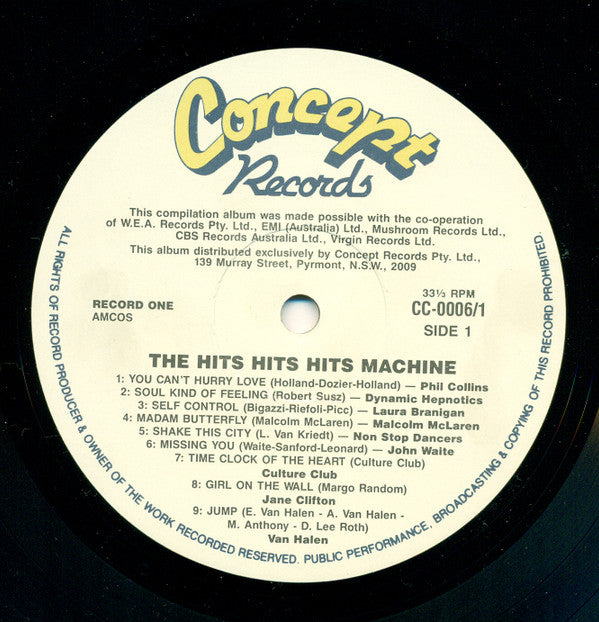 Concept
Records
This compilation album was made possible with the co-operation
of W.E.A. Records Pty. Ltd., EMI (Australia) Ltd., Mushroom Records Ltd.,
CBS Records Australia Ltd., Virgin Records Ltd.
This album distributed exclusively by Concept Records Pty. Ltd.,
139 Murray Street, Pyrmont, N.S.W., 2009
RECORD ONE
AMCOS
33⅓ RPM
CC-0006/1
SIDE 1
THE HITS HITS HITS MACHINE
1: YOU CAN'T HURRY LOVE (Holland-Dozier-Holland) — Phil Collins
2: SOUL KIND OF FEELING (Robert Susz) — Dynamic Hepnotics
3: SELF CONTROL (Bigazzi-Riefoli-Picc) — Laura Branigan
4: MADAM BUTTERFLY (Malcolm McLaren) — Malcolm McLaren
5: SHAKE THIS CITY (L. Van Kriedt) — Non Stop Dancers
6: MISSING YOU (Waite-Sanford-Leonard) — John Waite
7: TIME CLOCK OF THE HEART (Culture Club)
Culture Club
8: GIRL ON THE WALL (Margo Random)
Jane Clifton
9: JUMP (E. Van Halen - A. Van Halen -
M. Anthony - D. Lee Roth)
Van Halen
ALL RIGHTS OF RECORD PRODUCER & OWNER OF THE WORK RECORDED RESERVED. PUBLIC PERFORMANCE, BROADCASTING & COPYING OF THIS RECORD PROHIBITED.